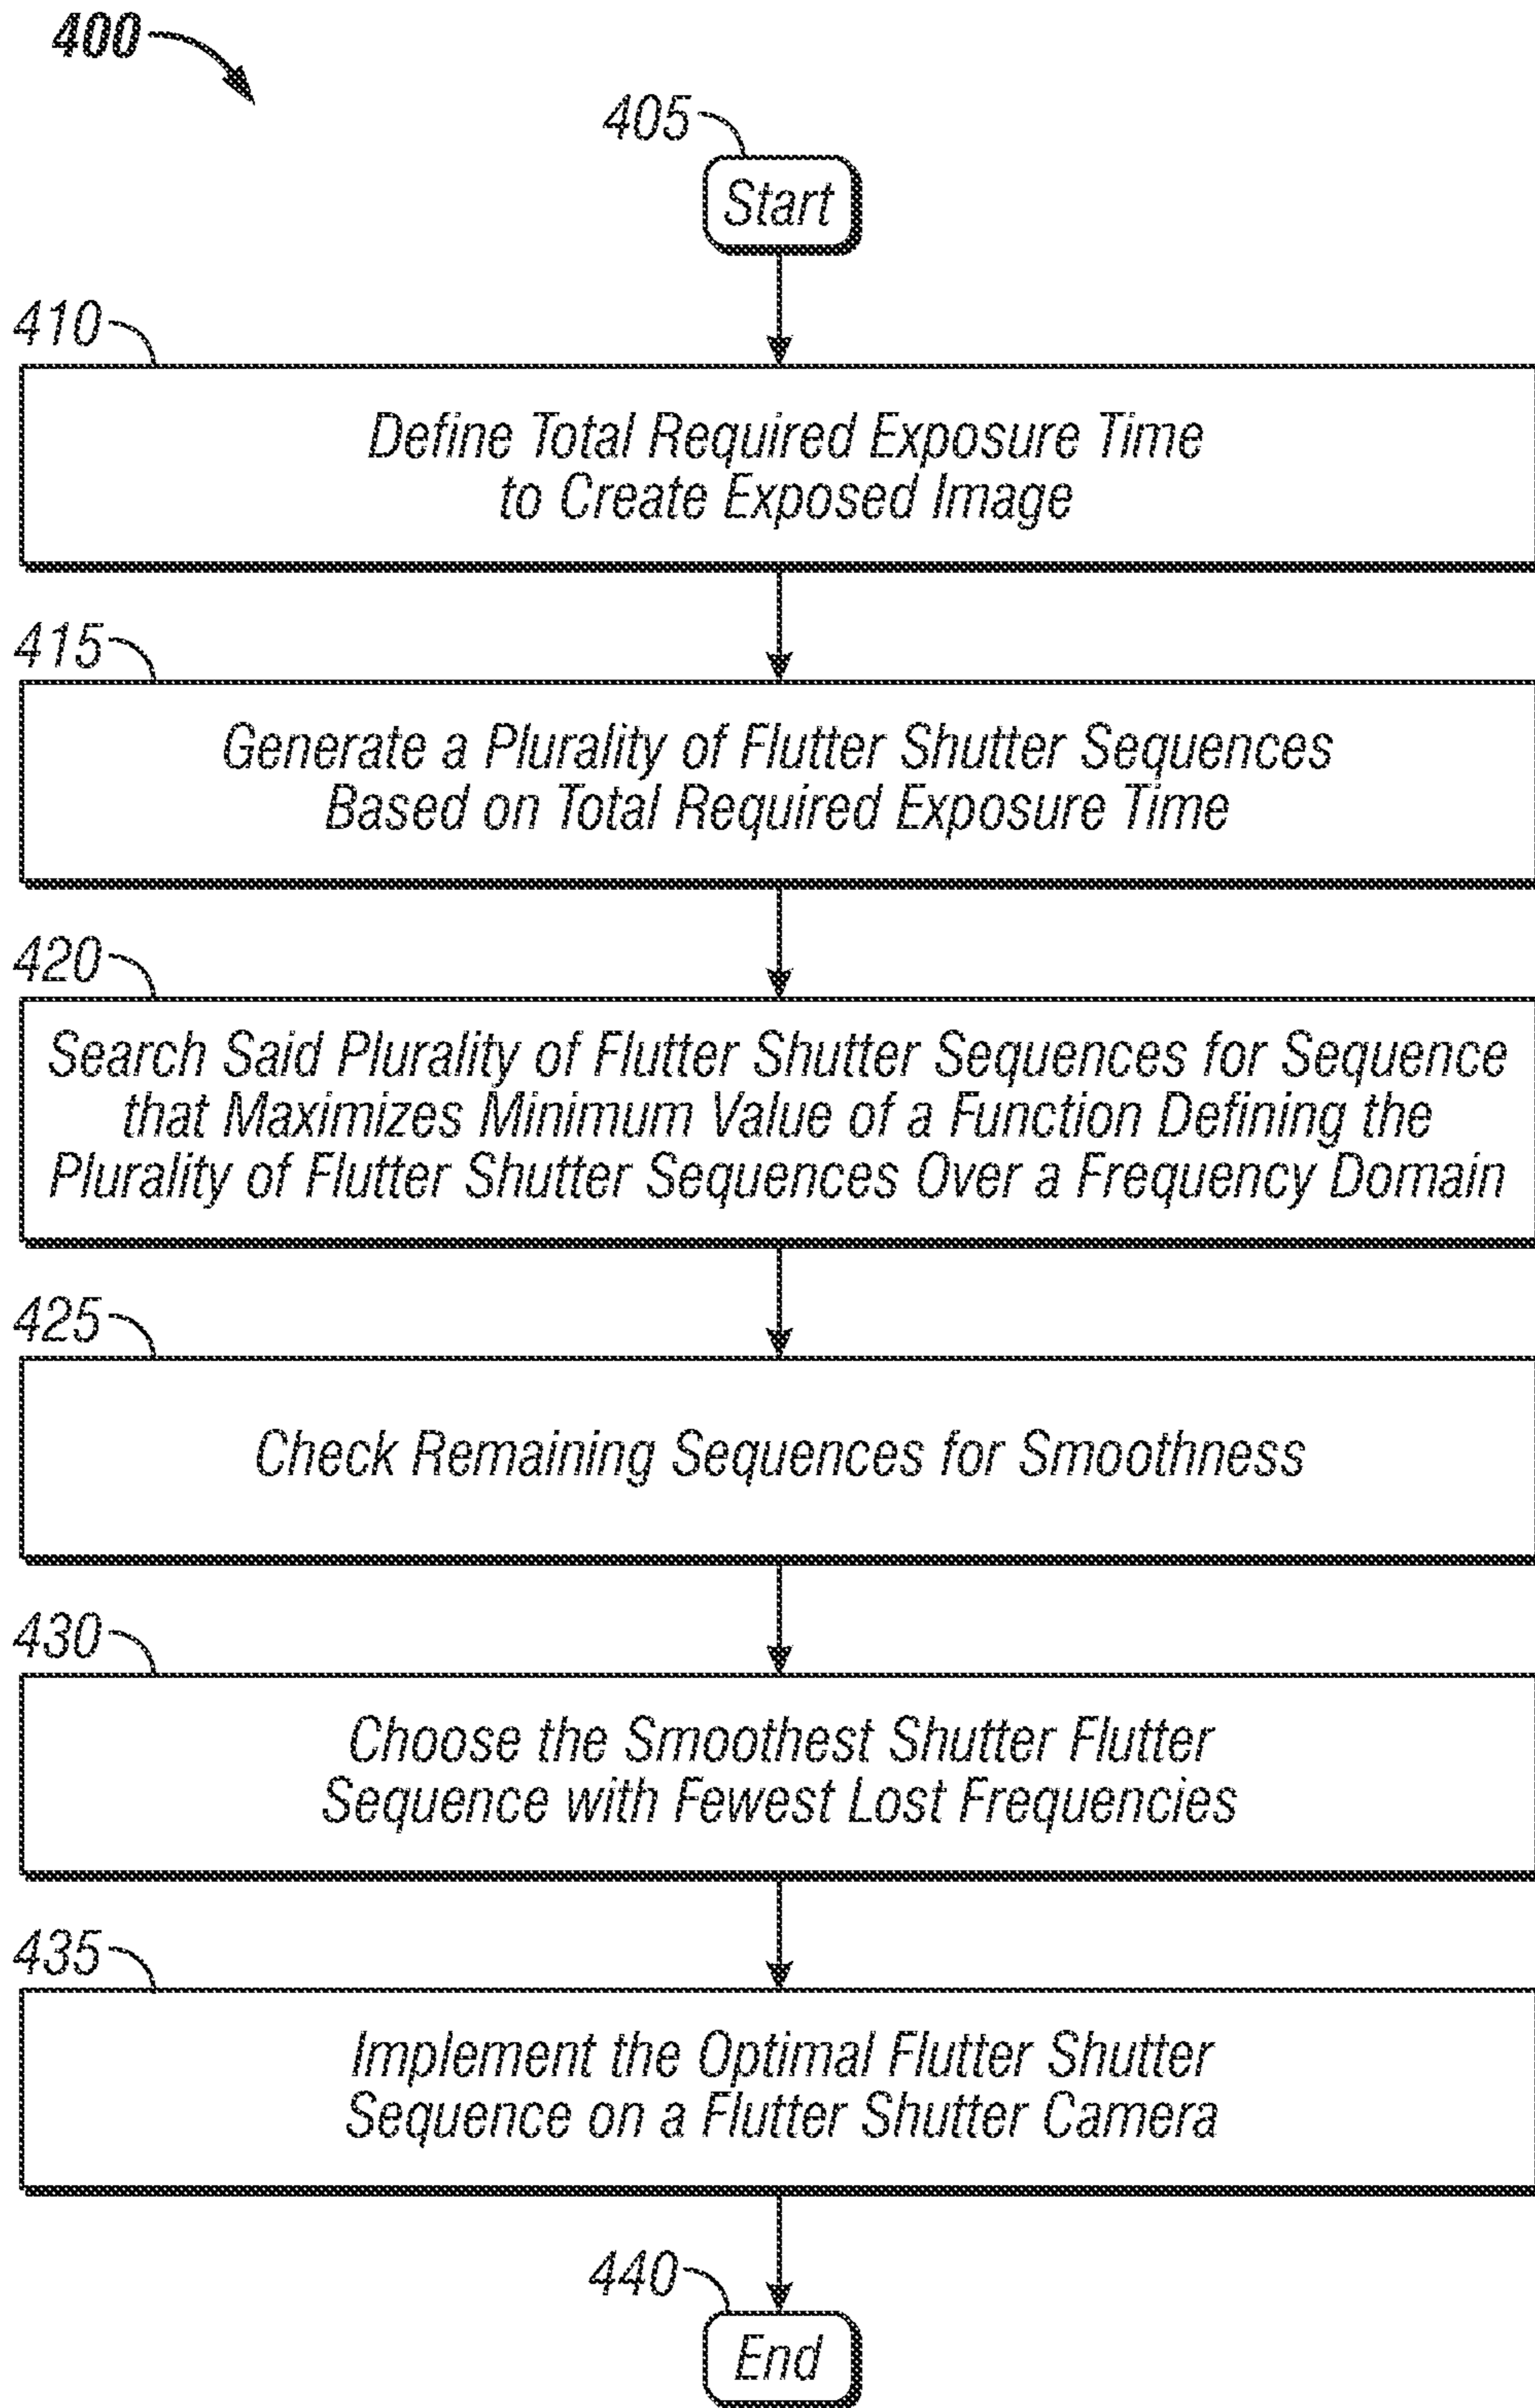 400
405
Start
410
Define Total Required Exposure Time
to Create Exposed Image
415
Generate a Plurality of Flutter Shutter Sequences
Based on Total Required Exposure Time
420
Search Said Plurality of Flutter Shutter Sequences for Sequence
that Maximizes Minimum Value of a Function Defining the
Plurality of Flutter Shutter Sequences Over a Frequency Domain
425
Check Remaining Sequences for Smoothness
430
Choose the Smoothest Shutter Flutter
Sequence with Fewest Lost Frequencies
435
Implement the Optimal Flutter Shutter
Sequence on a Flutter Shutter Camera
440
End